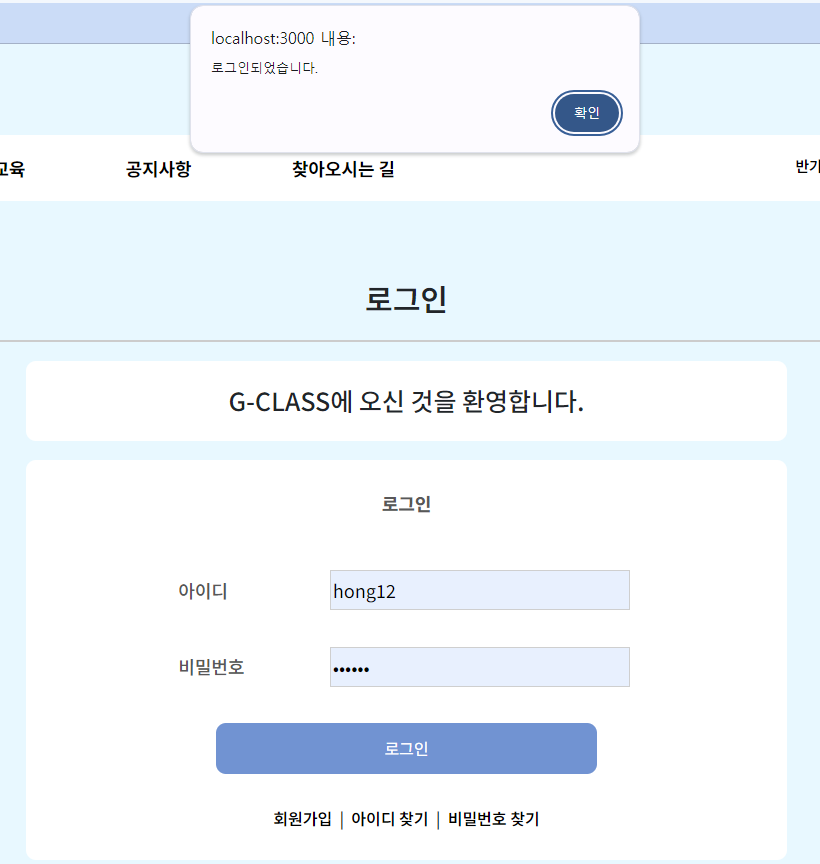 localhost:3000 내용:
로그인되었습니다.
확인
교육 공지사항 찾아오시는 길 반가
로그인
G-CLASS에 오신 것을 환영합니다.
로그인
아이디 hong12
비밀번호 ••••••
로그인
회원가입 | 아이디 찾기 | 비밀번호 찾기